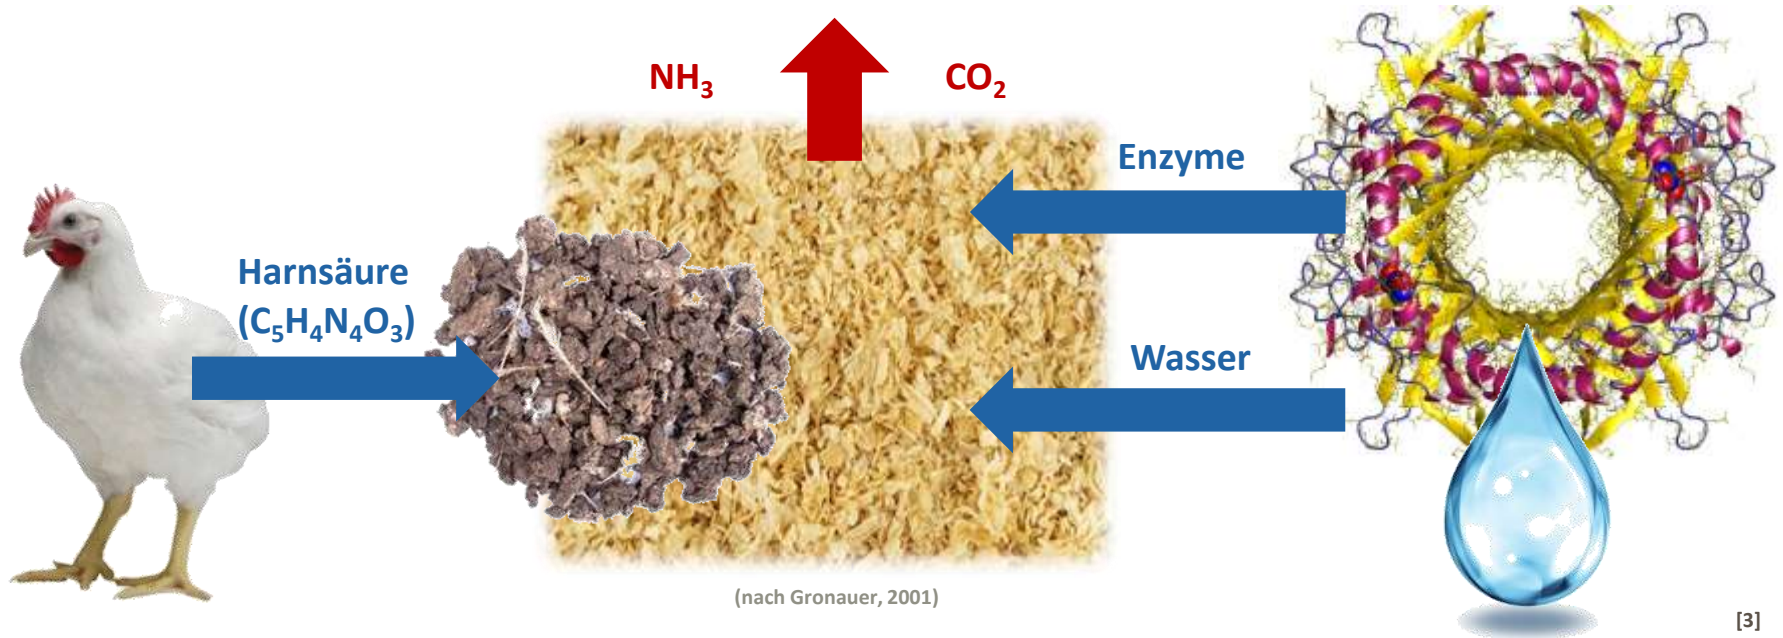 NH₃
CO₂
Enzyme
Harnsäure
(C₅H₄N₄O₃)
Wasser
(nach Gronauer, 2001)
[3]